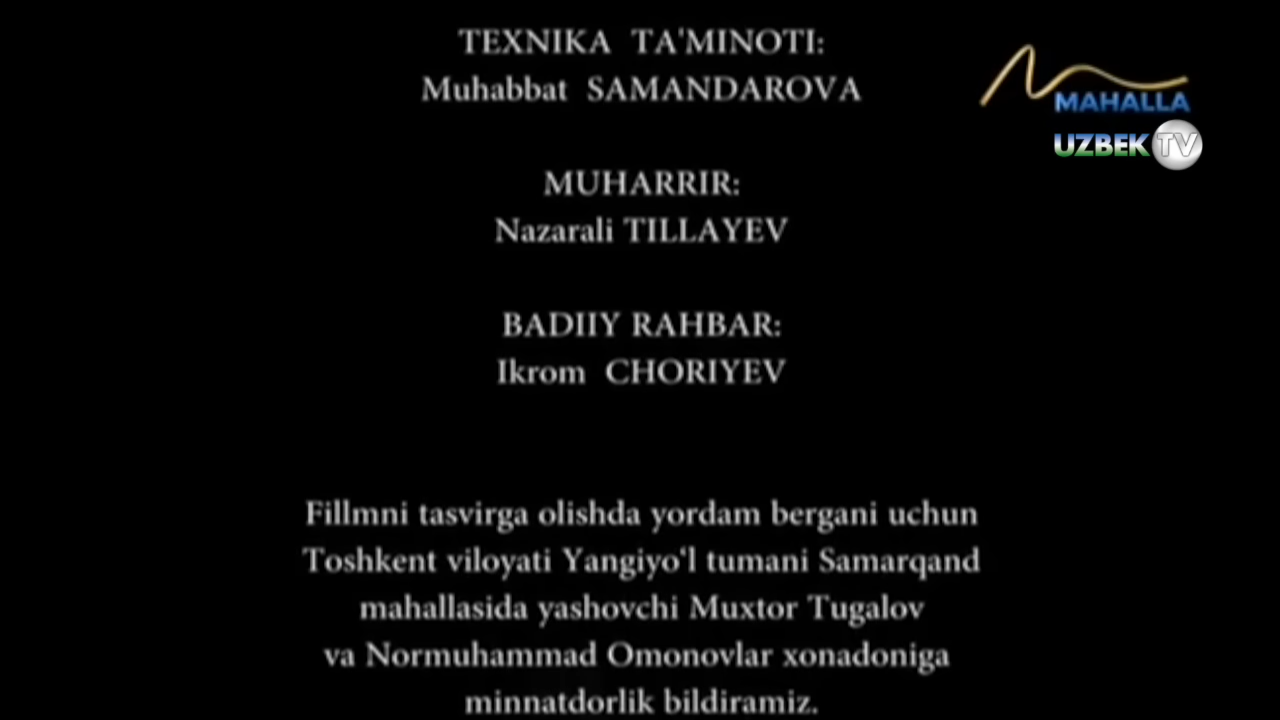 TEXNIKA TA'MINOTI:
Muhabbat SAMANDAROVA
MAHALLA
UZBEK TV
MUHARRIR:
Nazarali TILLAYEV
BADIIY RAHBAR:
Ikrom CHORIYEV
Fillmni tasvirga olishda yordam bergani uchun
Toshkent viloyati Yangiyo‘l tumani Samarqand
mahallasida yashovchi Muxtor Tugalov
va Normuhammad Omonovlar xonadoniga
minnatdorlik bildiramiz.